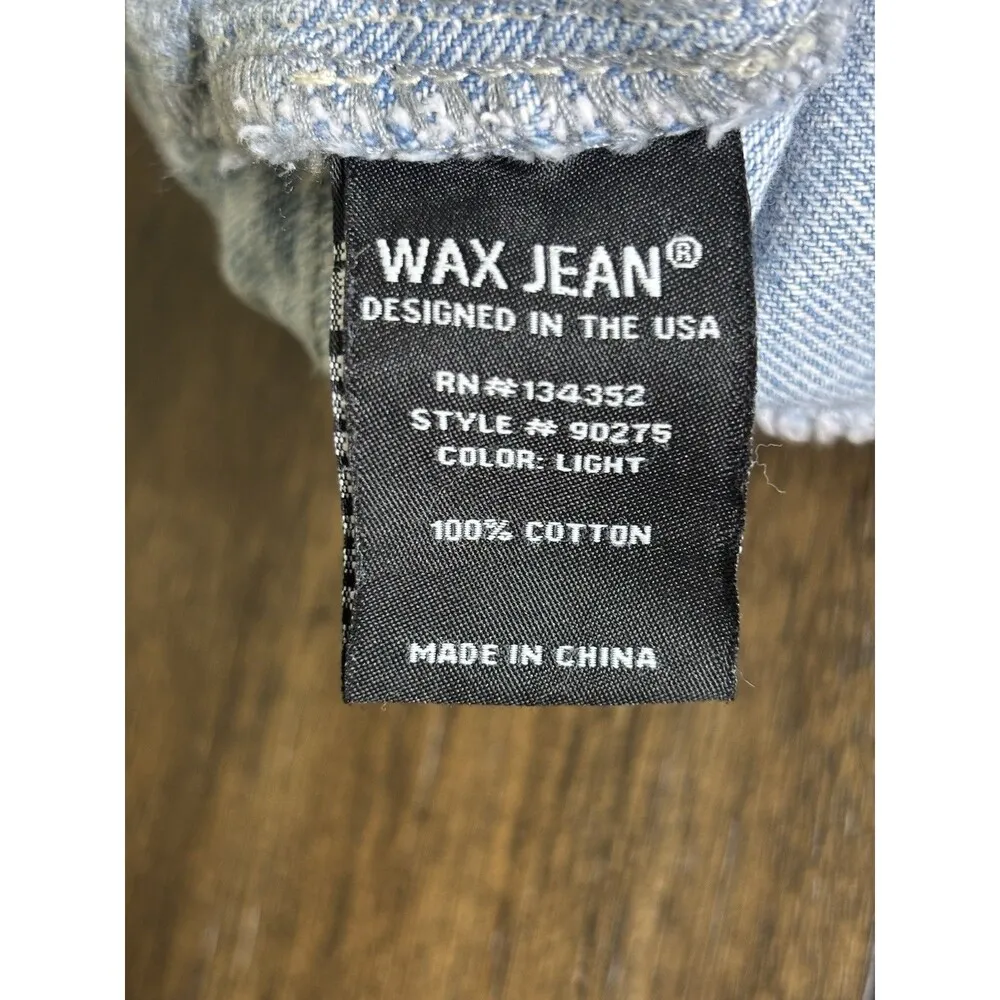 WAX JEAN®
DESIGNED IN THE USA
RN#134352
STYLE # 90275
COLOR: LIGHT
100% COTTON
MADE IN CHINA